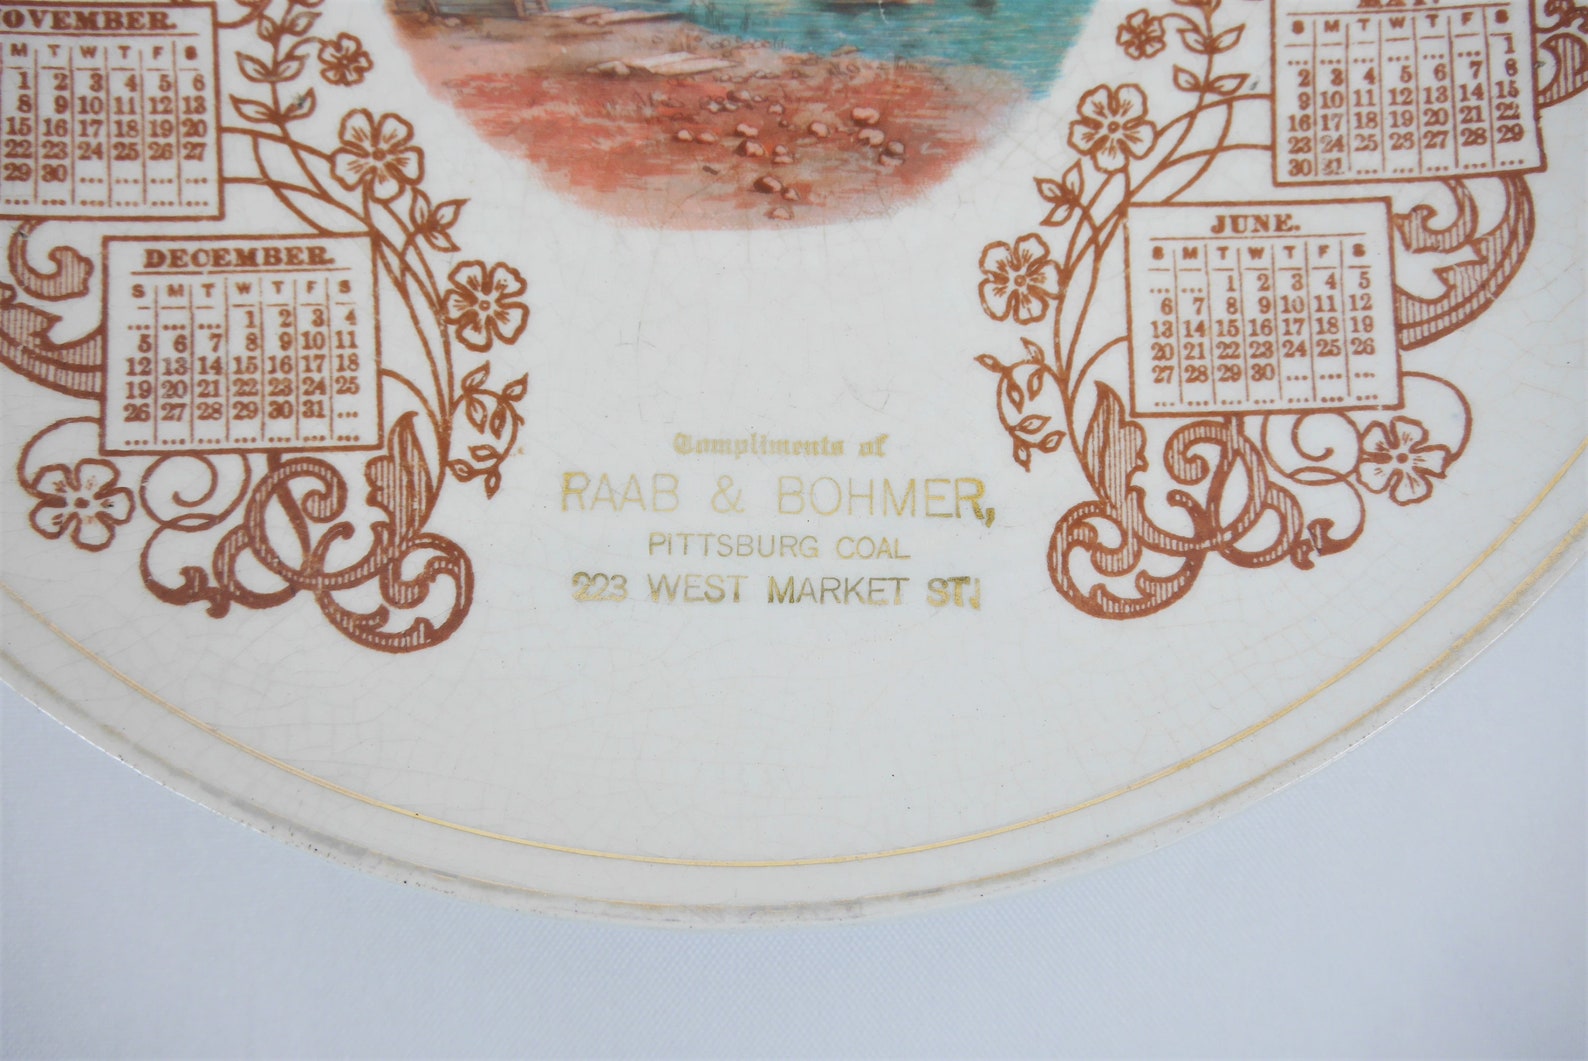 OVEMBER.
M T W T F S
1 2 3 4 5 6
8 9 10 11 12 13
15 16 17 18 19 20
22 23 24 25 26 27
29 30 ... ... ... ...
DECEMBER.
S M T W T F S
... ... ... 1 2 3 4
5 6 7 8 9 10 11
12 13 14 15 16 17 18
19 20 21 22 23 24 25
26 27 28 29 30 31 ...
MAY.
S M T W T F S
... ... ... ... ... ... 1
2 3 4 5 6 7 8
9 10 11 12 13 14 15
16 17 18 19 20 21 22
23 24 25 26 27 28 29
30 31 ... ... ... ... ...
JUNE.
S M T W T F S
... ... 1 2 3 4 5
6 7 8 9 10 11 12
13 14 15 16 17 18 19
20 21 22 23 24 25 26
27 28 29 30 ... ... ...
Compliments of
RAAB & BOHMER,
PITTSBURG COAL
223 WEST MARKET ST.